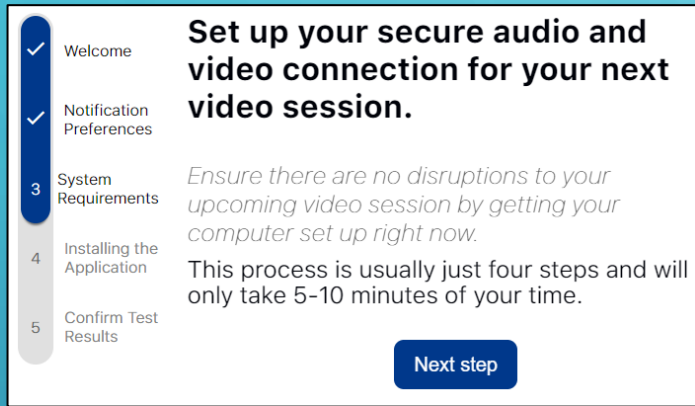 Welcome
Notification
Preferences
3
System
Requirements
4
Installing the
Application
5
Confirm Test
Results
Set up your secure audio and
video connection for your next
video session.
Ensure there are no disruptions to your
upcoming video session by getting your
computer set up right now.
This process is usually just four steps and will
only take 5-10 minutes of your time.
Next step